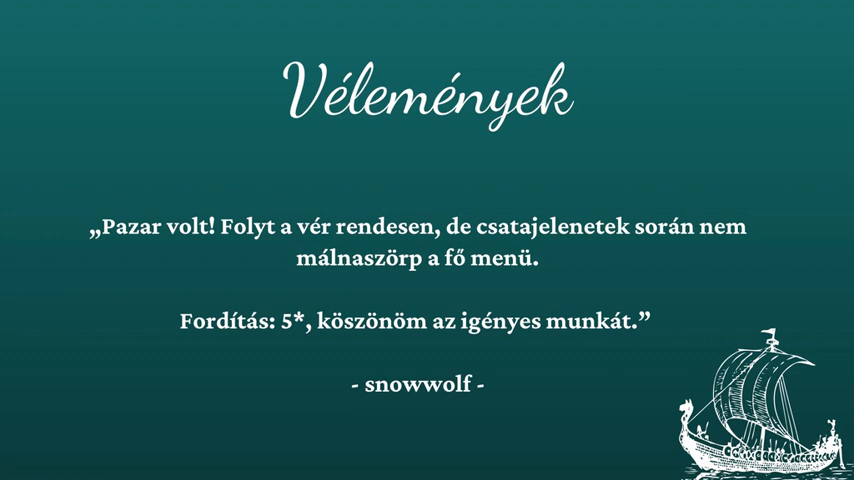 Vélemények
„Pazar volt! Folyt a vér rendesen, de csatajelenetek során nem
málnaszörp a fő menü.
Fordítás: 5*, köszönöm az igényes munkát.”
- snowwolf -